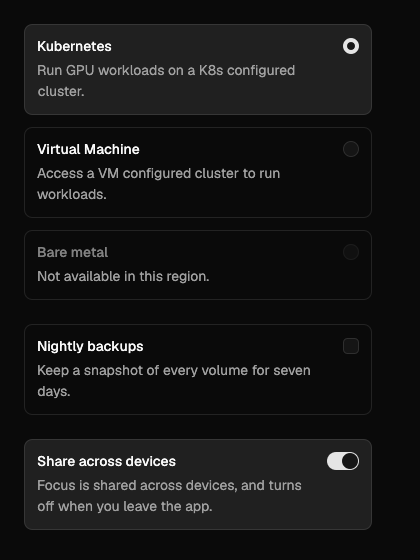 Kubernetes
Run GPU workloads on a K8s configured
cluster.
Virtual Machine
Access a VM configured cluster to run
workloads.
Bare metal
Not available in this region.
Nightly backups
Keep a snapshot of every volume for seven
days.
Share across devices
Focus is shared across devices, and turns
off when you leave the app.